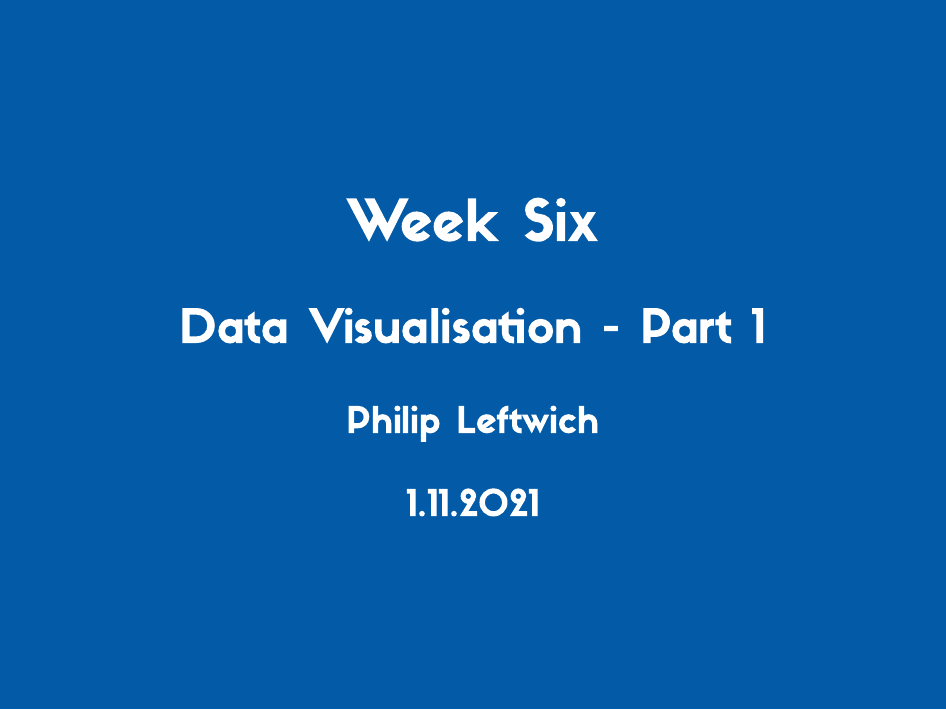 Week Six
Data Visualisation - Part 1
Philip Leftwich
1.11.2021